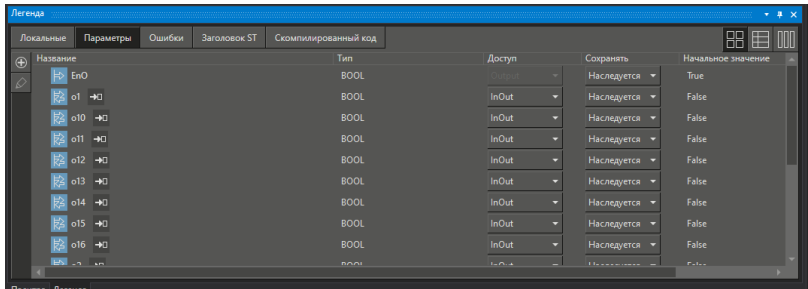 Легенда
Локальные Параметры Ошибки Заголовок ST Скомпилированный код
Название Тип Доступ Сохранять Начальное значение
EnO BOOL Output Наследуется True
o1 BOOL InOut Наследуется False
o10 BOOL InOut Наследуется False
o11 BOOL InOut Наследуется False
o12 BOOL InOut Наследуется False
o13 BOOL InOut Наследуется False
o14 BOOL InOut Наследуется False
o15 BOOL InOut Наследуется False
o16 BOOL InOut Наследуется False